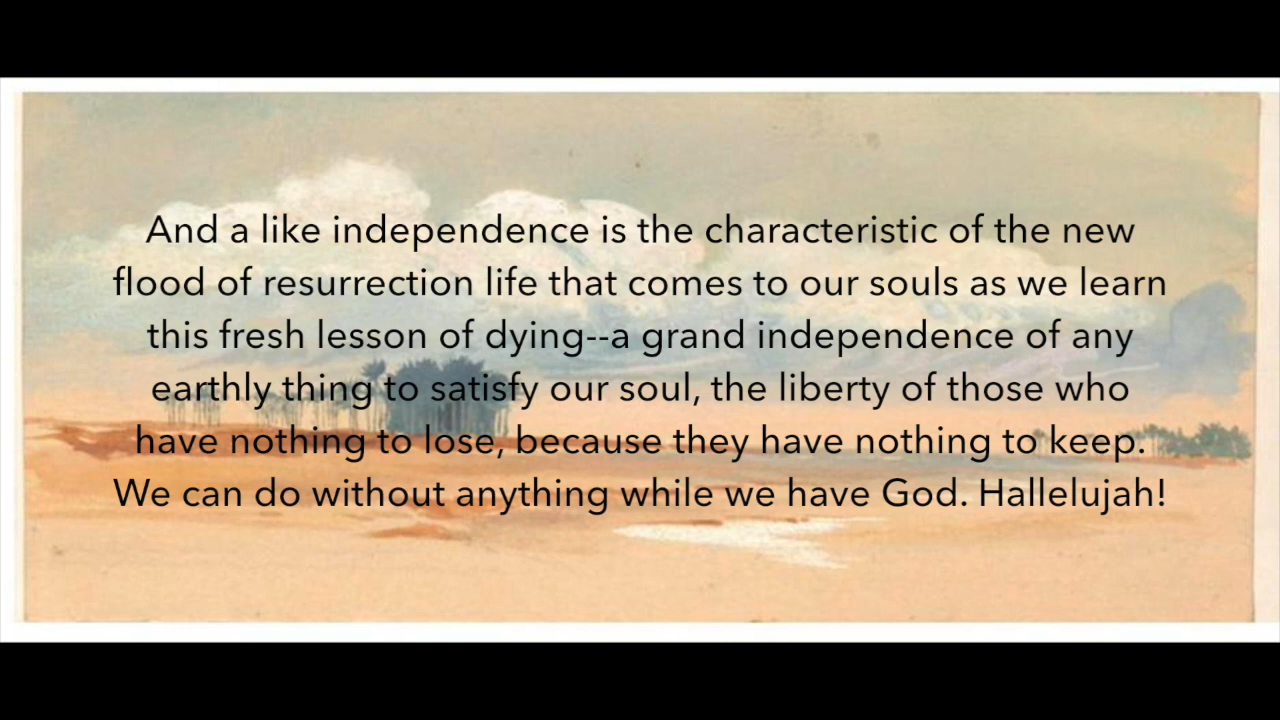 And a like independence is the characteristic of the new
flood of resurrection life that comes to our souls as we learn
this fresh lesson of dying--a grand independence of any
earthly thing to satisfy our soul, the liberty of those who
have nothing to lose, because they have nothing to keep.
We can do without anything while we have God. Hallelujah!